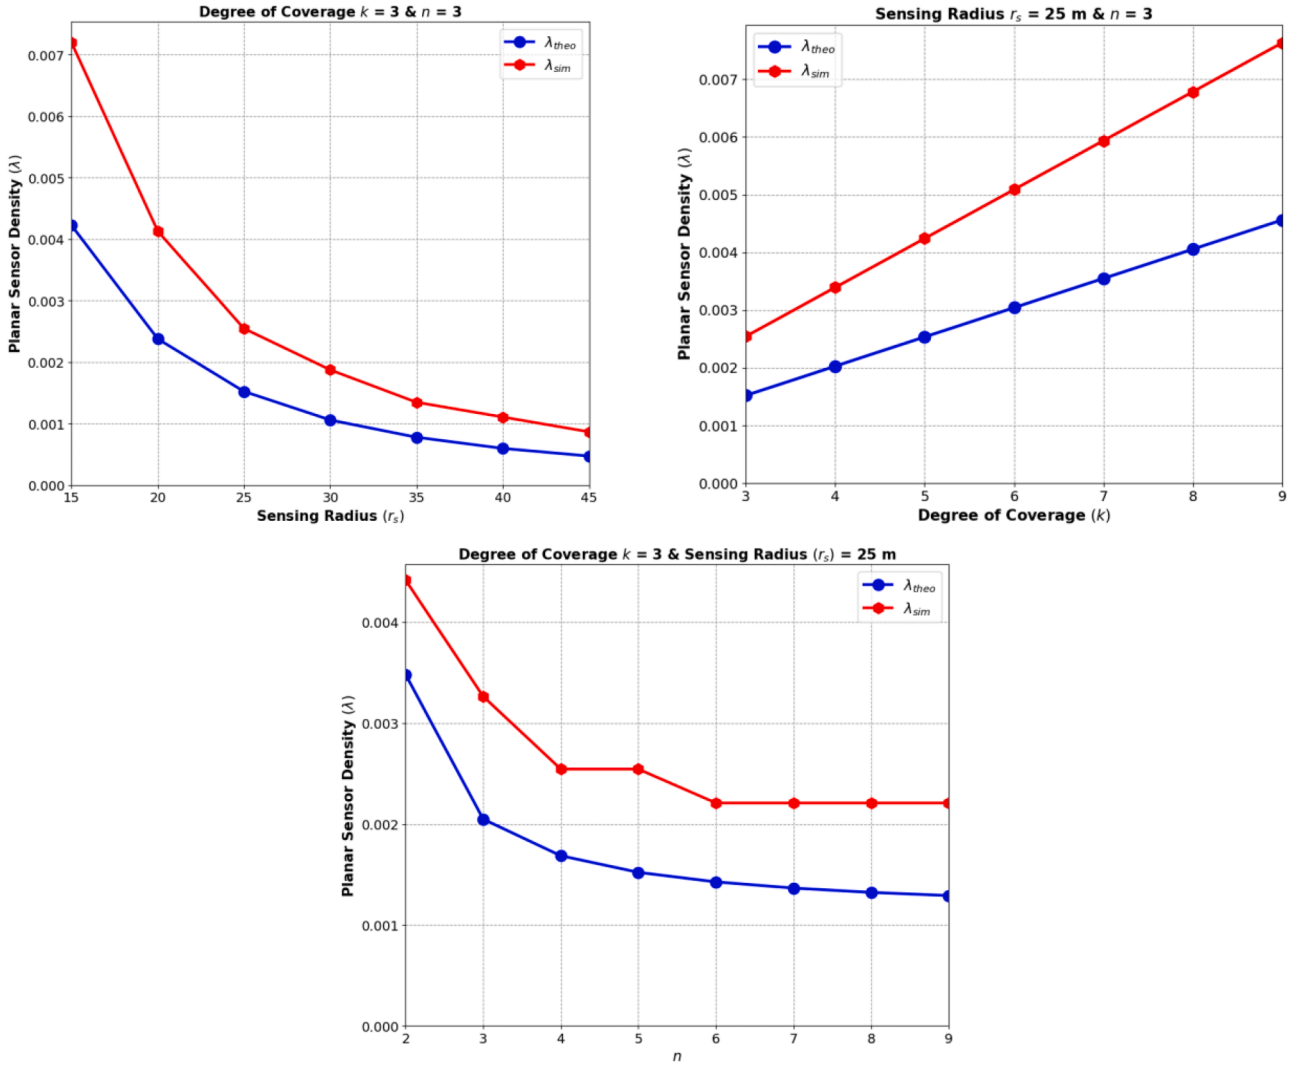 Degree of Coverage k = 3 & n = 3
λtheo
λsim
Planar Sensor Density (λ)
0.007
0.006
0.005
0.004
0.003
0.002
0.001
0.000
15 20 25 30 35 40 45
Sensing Radius (rs)
Sensing Radius rs = 25 m & n = 3
λtheo
λsim
Planar Sensor Density (λ)
0.007
0.006
0.005
0.004
0.003
0.002
0.001
0.000
3 4 5 6 7 8 9
Degree of Coverage (k)
Degree of Coverage k = 3 & Sensing Radius (rs) = 25 m
λtheo
λsim
Planar Sensor Density (λ)
0.004
0.003
0.002
0.001
0.000
2 3 4 5 6 7 8 9
n